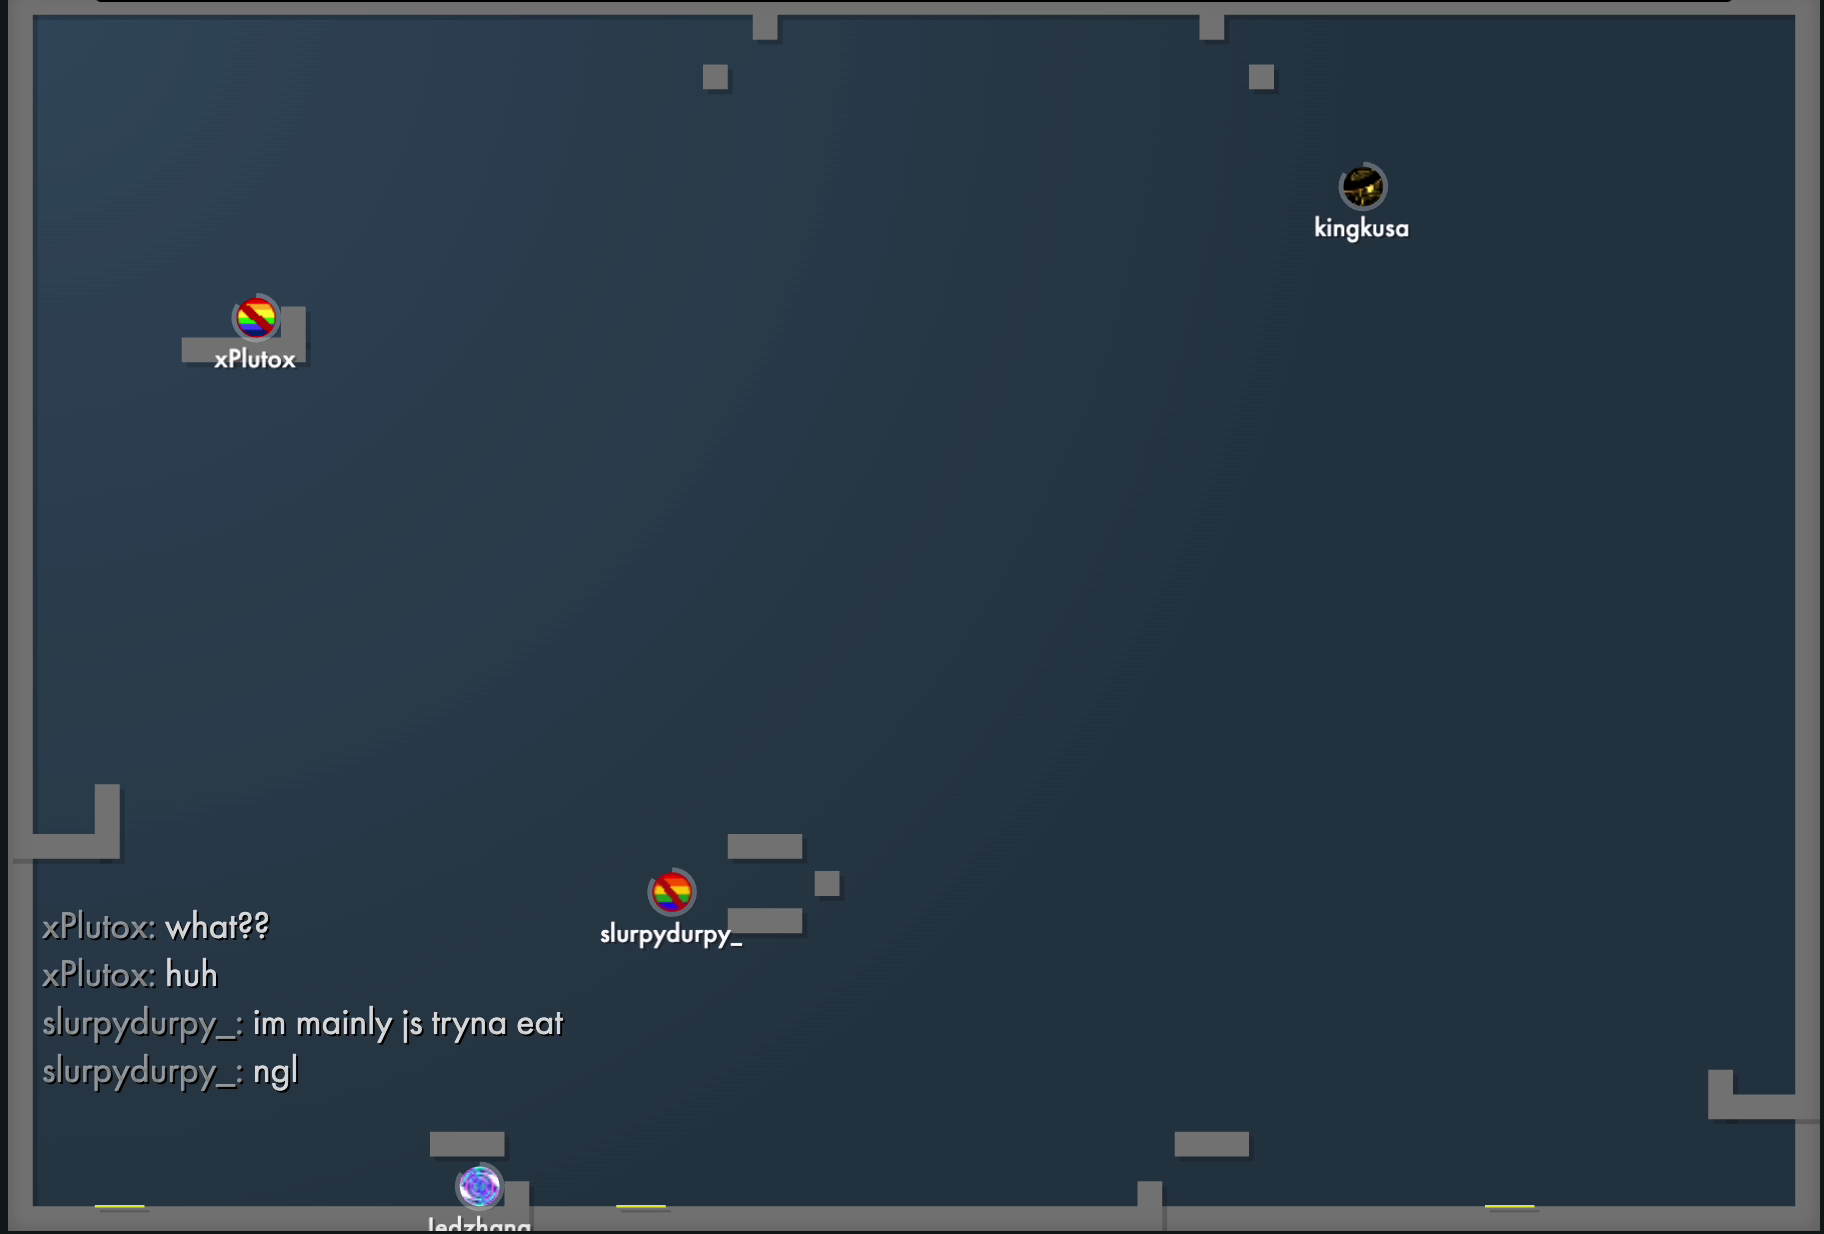 kingkusa
xPlutox
slurpydurpy_
xPlutox: what??
xPlutox: huh
slurpydurpy_: im mainly js tryna eat
slurpydurpy_: ngl